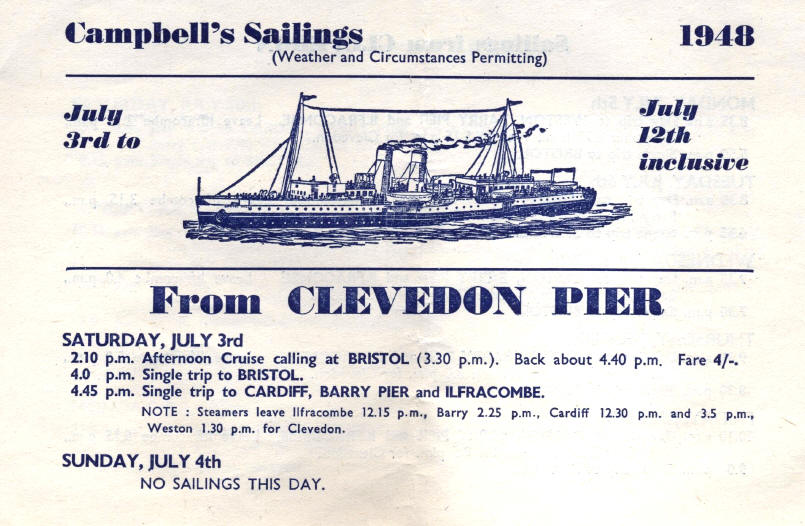 Campbell's Sailings 1948
(Weather and Circumstances Permitting)
July
3rd to
July
12th
inclusive
From CLEVEDON PIER
SATURDAY, JULY 3rd
2.10 p.m. Afternoon Cruise calling at BRISTOL (3.30 p.m.). Back about 4.40 p.m. Fare 4/-.
4.0 p.m. Single trip to BRISTOL.
4.45 p.m. Single trip to CARDIFF, BARRY PIER and ILFRACOMBE.
NOTE : Steamers leave Ilfracombe 12.15 p.m., Barry 2.25 p.m., Cardiff 12.30 p.m. and 3.5 p.m.,
Weston 1.30 p.m. for Clevedon.
SUNDAY, JULY 4th
NO SAILINGS THIS DAY.